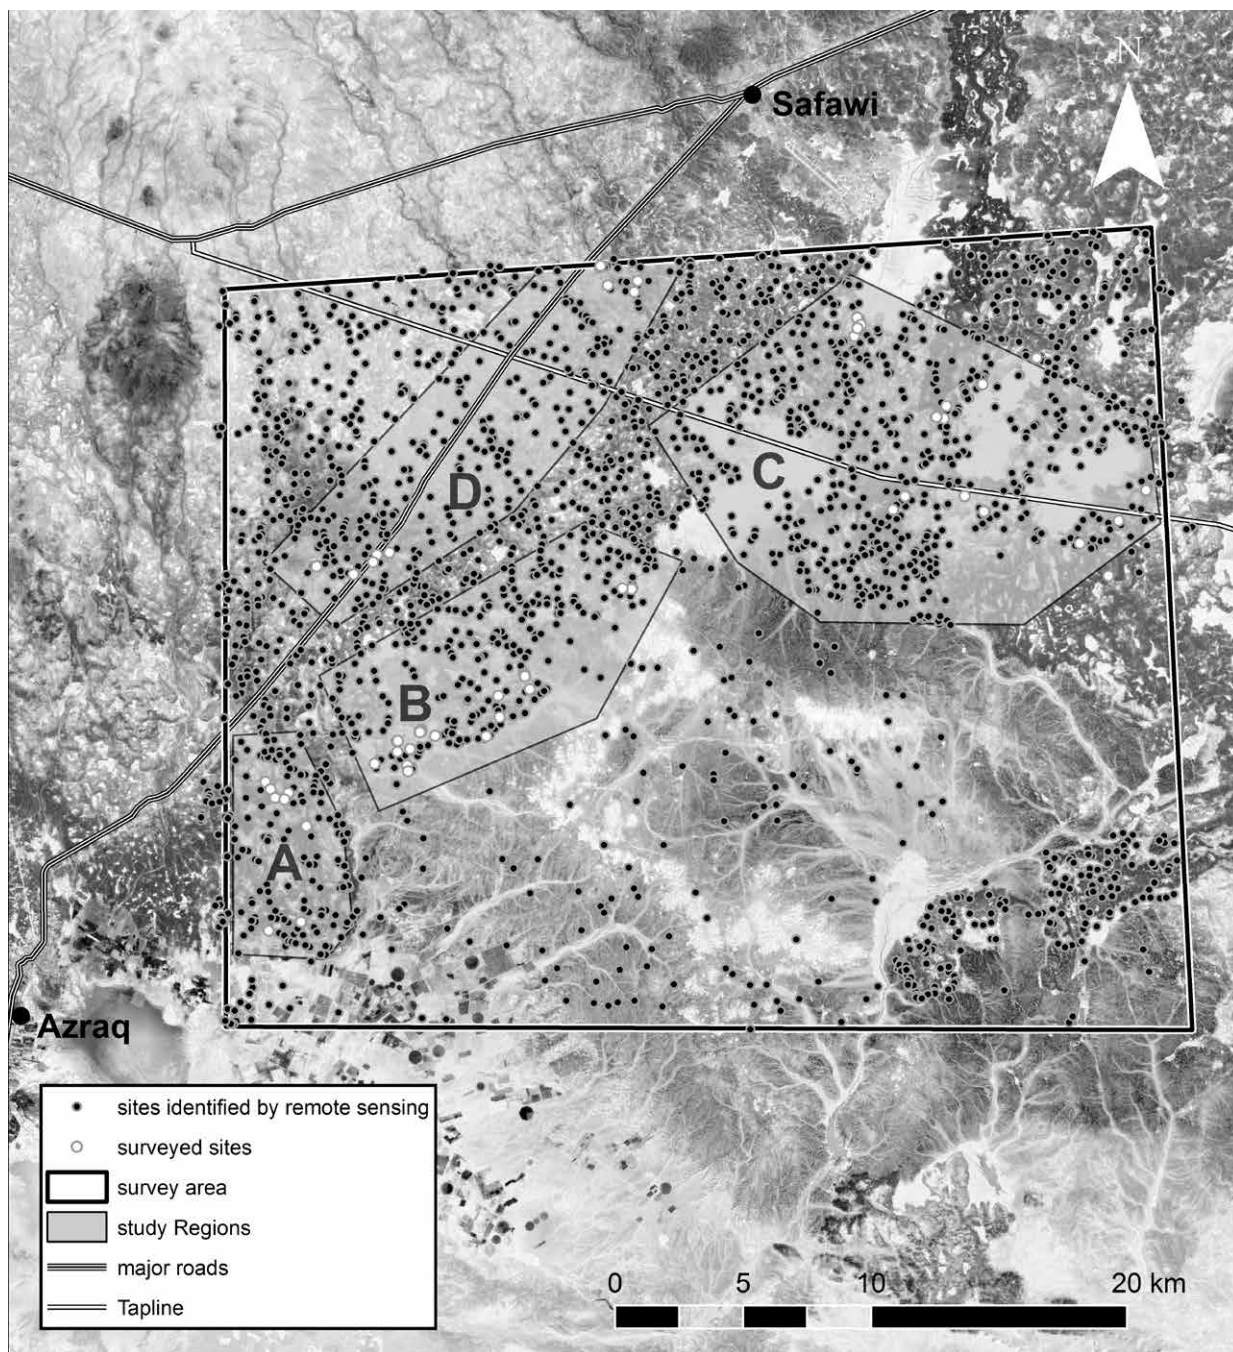 N
Safawi
D
C
B
A
Azraq
sites identified by remote sensing
surveyed sites
survey area
study Regions
major roads
Tapline
0 5 10 20 km